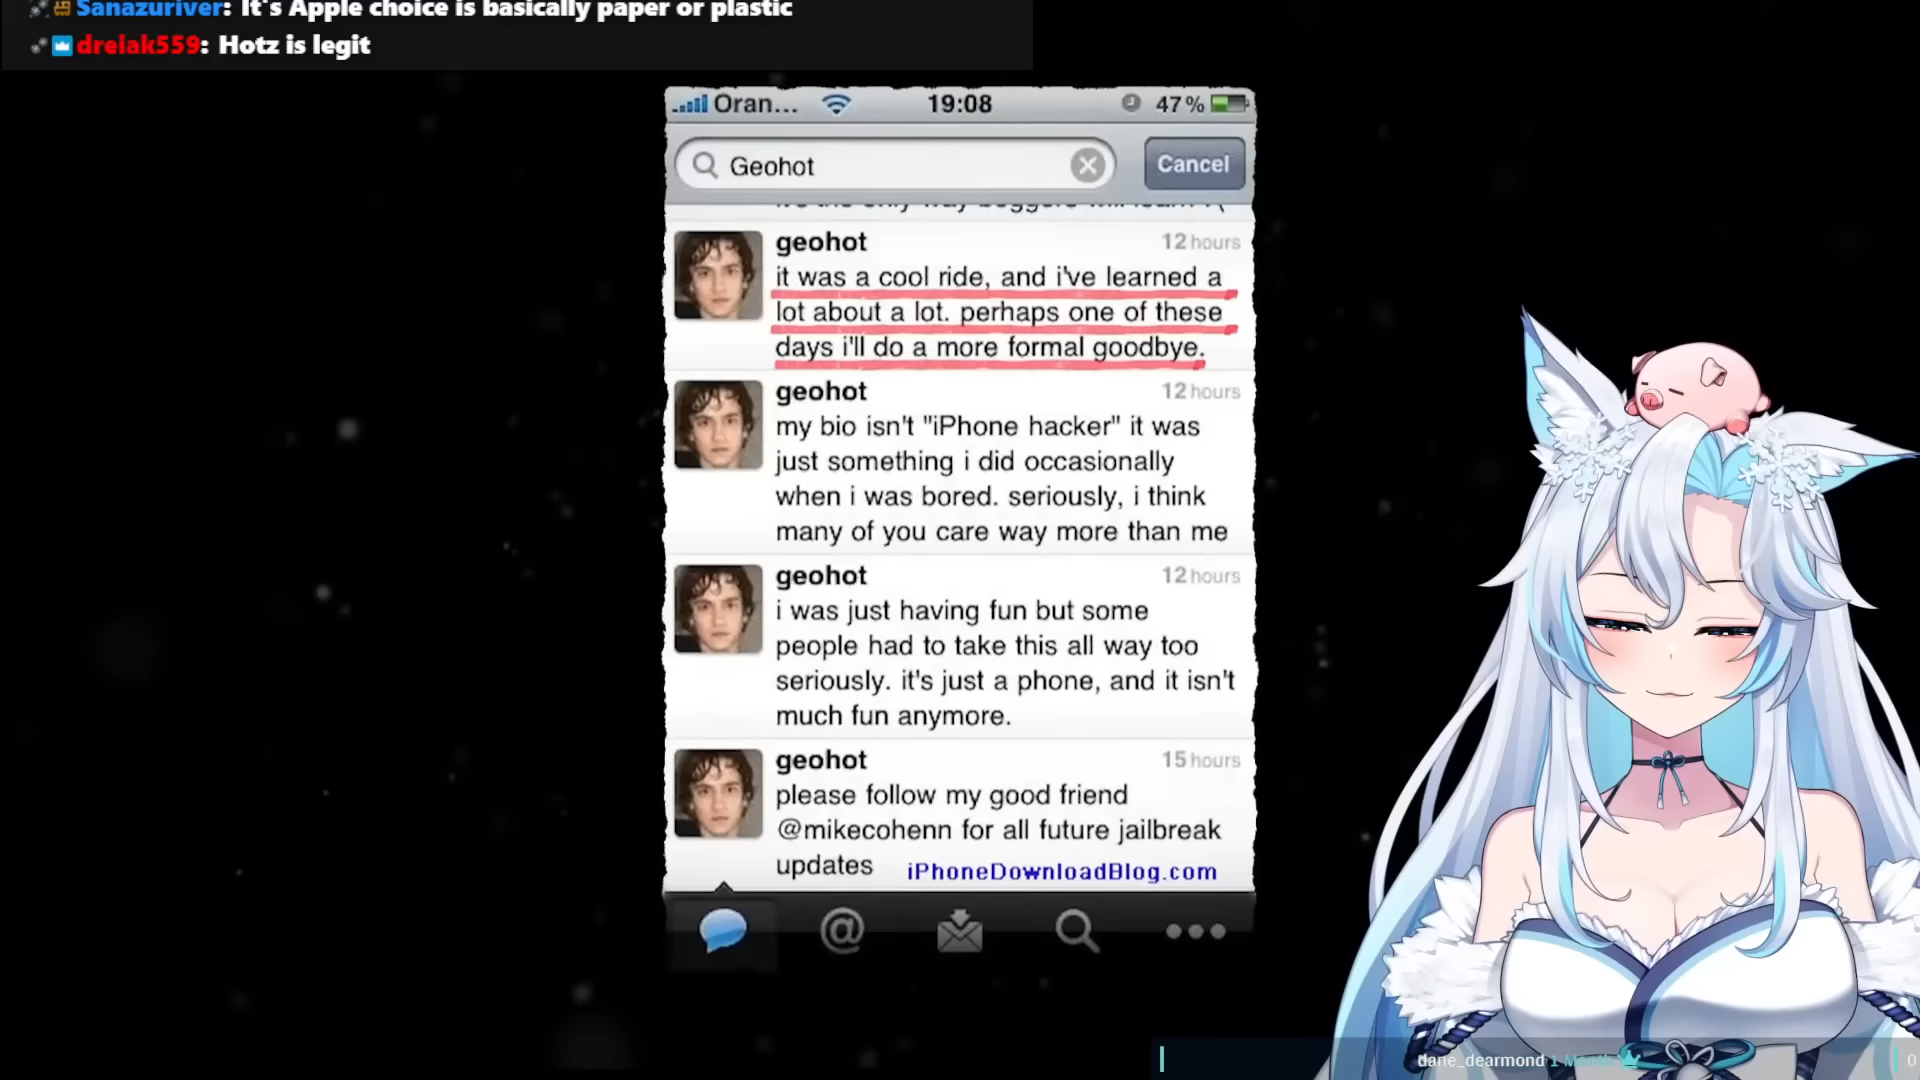 Sanazuriver: It's Apple choice is basically paper or plastic
drelak559: Hotz is legit
Oran... 19:08 47%
Geohot Cancel
geohot 12 hours
it was a cool ride, and i've learned a
lot about a lot. perhaps one of these
days i'll do a more formal goodbye.
geohot 12 hours
my bio isn't "iPhone hacker" it was
just something i did occasionally
when i was bored. seriously, i think
many of you care way more than me
geohot 12 hours
i was just having fun but some
people had to take this all way too
seriously. it's just a phone, and it isn't
much fun anymore.
geohot 15 hours
please follow my good friend
@mikecohenn for all future jailbreak
updates iPhoneDownloadBlog.com
dane_dearmond 1 Month 0